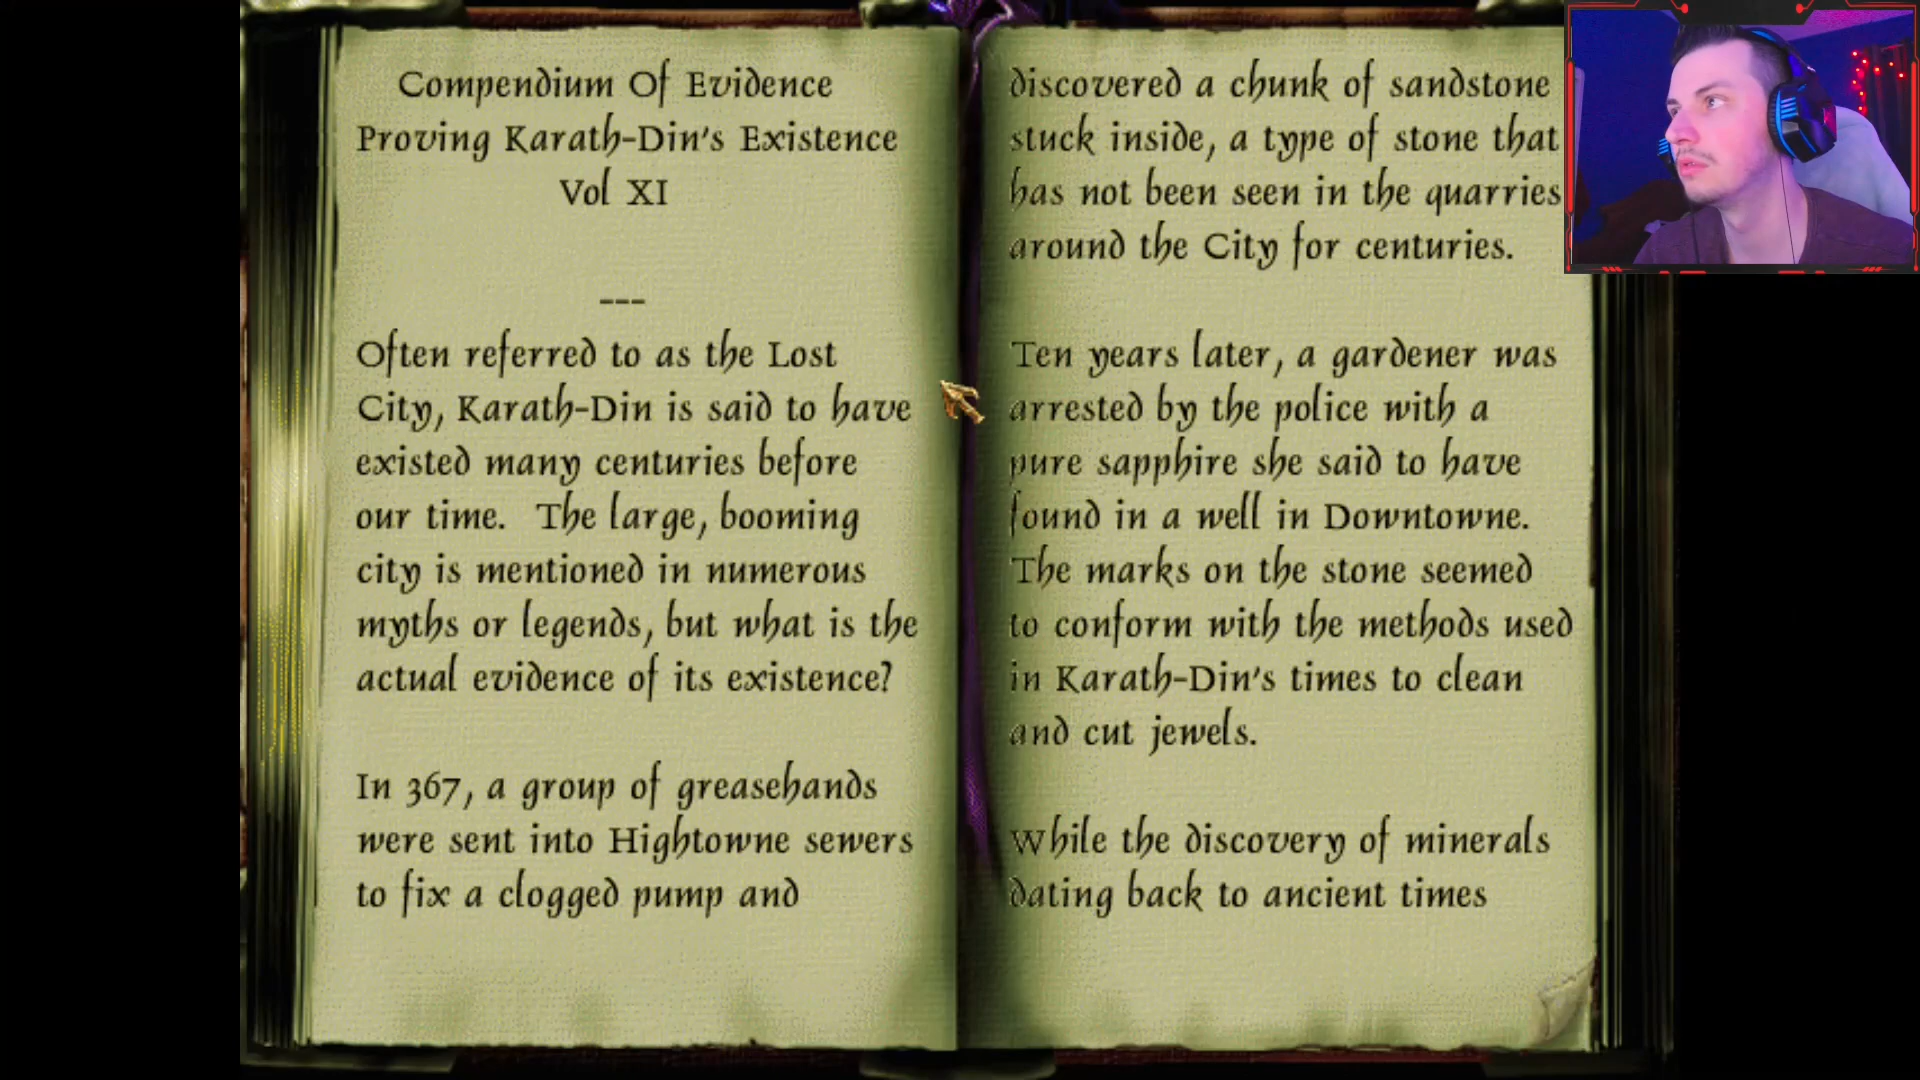 Compendium Of Evidence
Proving Karath-Din's Existence
Vol XI
---
Often referred to as the Lost
City, Karath-Din is said to have
existed many centuries before
our time.  The large, booming
city is mentioned in numerous
myths or legends, but what is the
actual evidence of its existence?
In 367, a group of greasehands
were sent into Hightowne sewers
to fix a clogged pump and
discovered a chunk of sandstone
stuck inside, a type of stone that
has not been seen in the quarries
around the City for centuries.
Ten years later, a gardener was
arrested by the police with a
pure sapphire she said to have
found in a well in Downtowne.
The marks on the stone seemed
to conform with the methods used
in Karath-Din's times to clean
and cut jewels.
While the discovery of minerals
dating back to ancient times